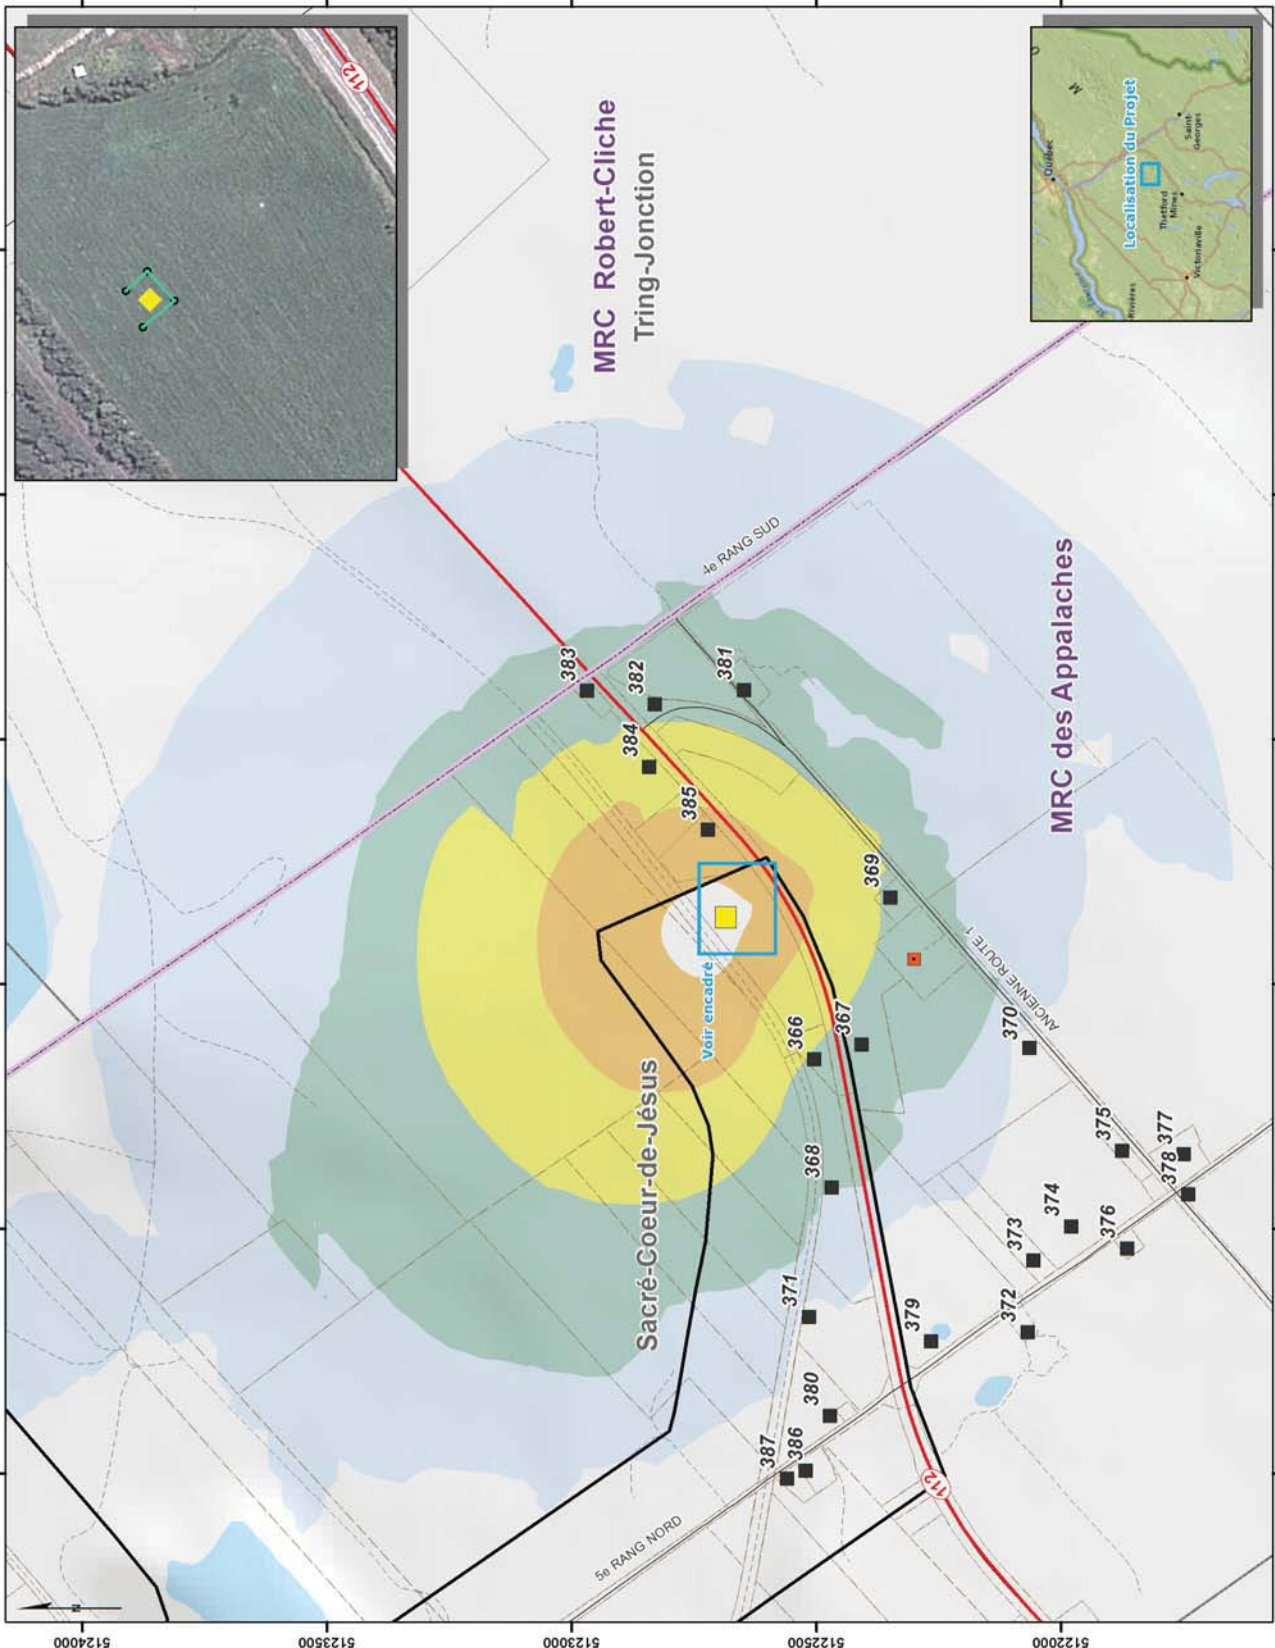 112
MRC Robert-Cliche
Tring-Jonction
Québec
M
Localisation du Projet
Saint-
Georges
Thetford
Mines
Victoriaville
Rivières
4e RANG SUD
383
382
381
384
385
MRC des Appalaches
369
Voir encadré
ANCIENNE ROUTE 1
366
367
370
Sacré-Coeur-de-Jésus
368
375
377
378
374
376
373
371
372
379
380
387
386
112
5e RANG NORD
N
5124000
5123500
5123000
5122500
5122000